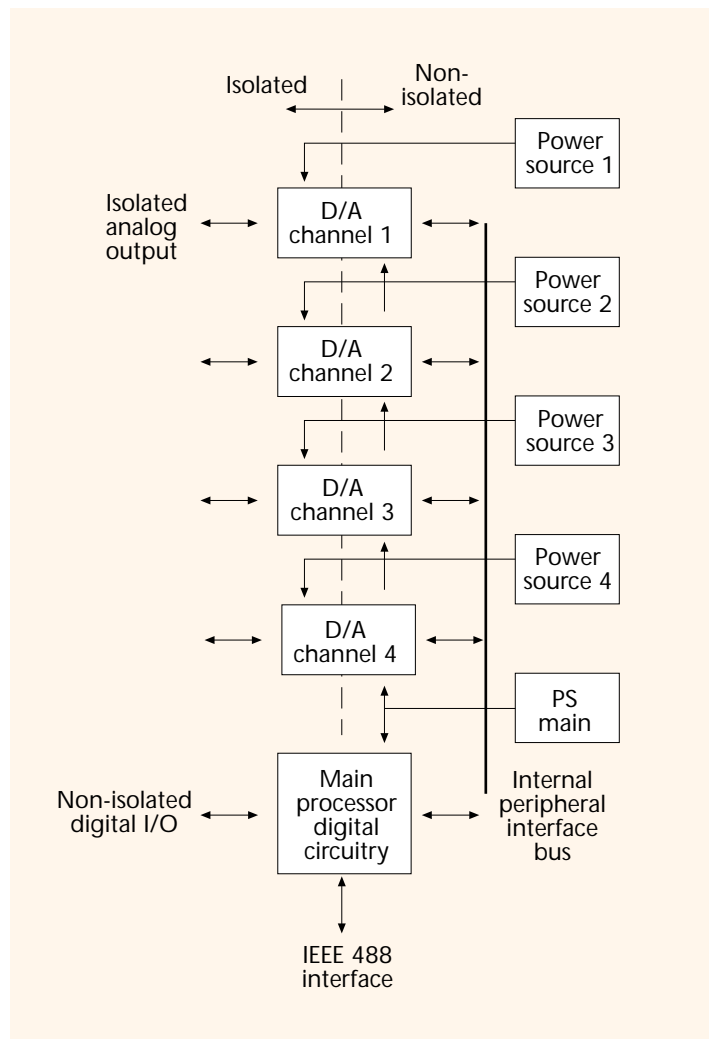 Isolated
Non-
isolated
Power
source 1
Isolated
analog
output
D/A
channel 1
Power
source 2
D/A
channel 2
Power
source 3
D/A
channel 3
Power
source 4
D/A
channel 4
PS
main
Non-isolated
digital I/O
Main
processor
digital
circuitry
Internal
peripheral
interface
bus
IEEE 488
interface